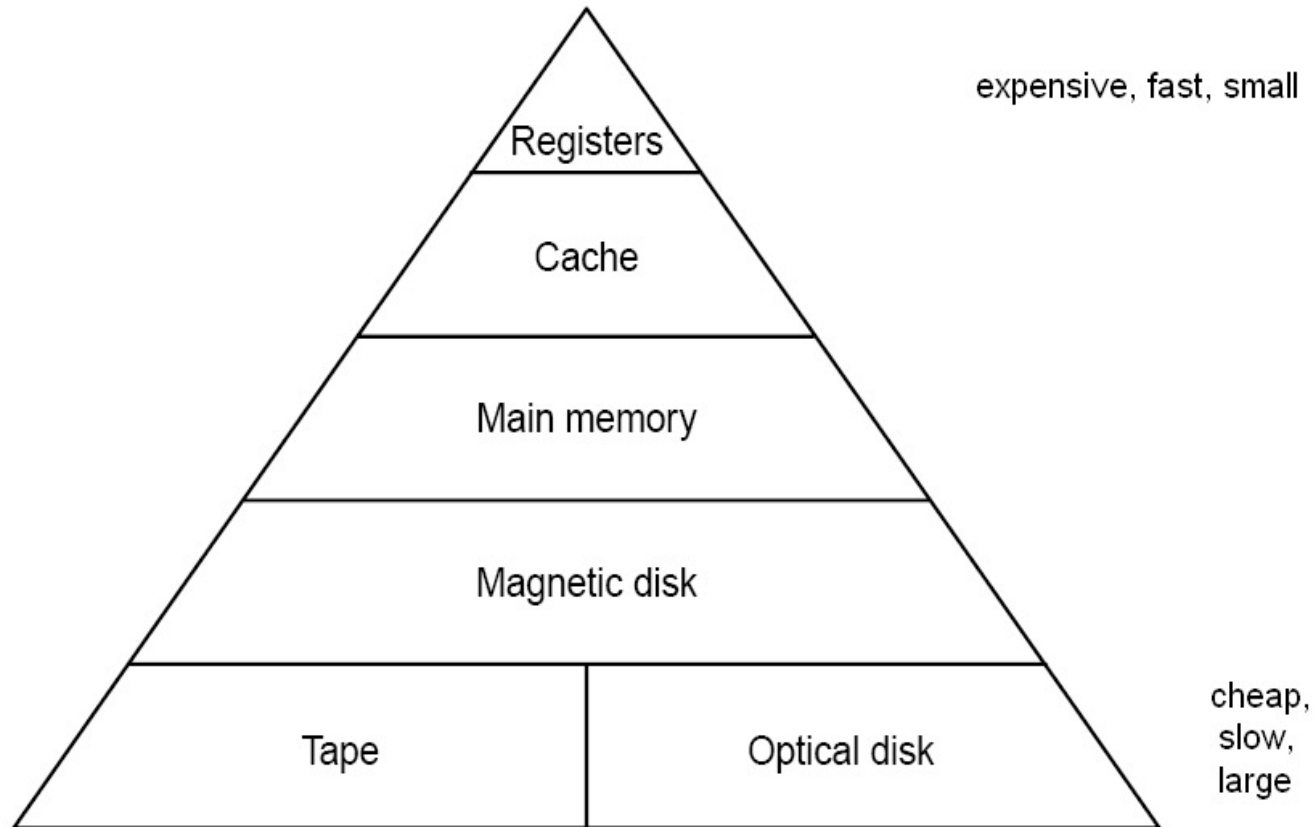 expensive, fast, small
Registers
Cache
Main memory
Magnetic disk
Tape
Optical disk
cheap,
slow,
large